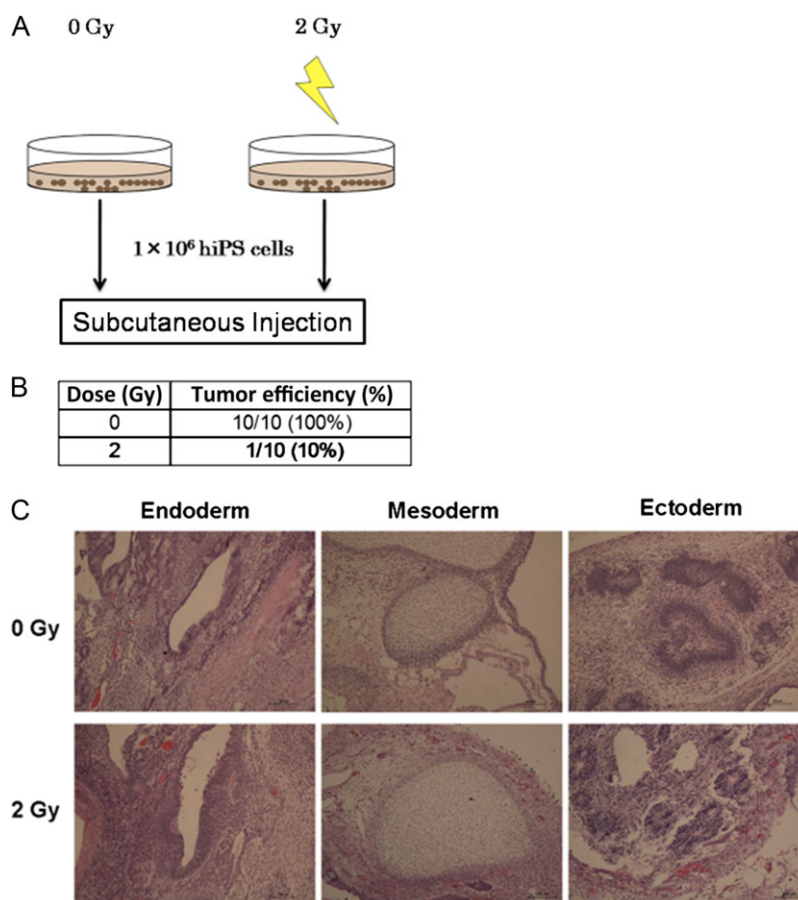 A
0 Gy 2 Gy
1 × 10⁶ hiPS cells
Subcutaneous Injection
B
Dose (Gy) Tumor efficiency (%)
0 10/10 (100%)
2 1/10 (10%)
C
Endoderm Mesoderm Ectoderm
0 Gy
2 Gy